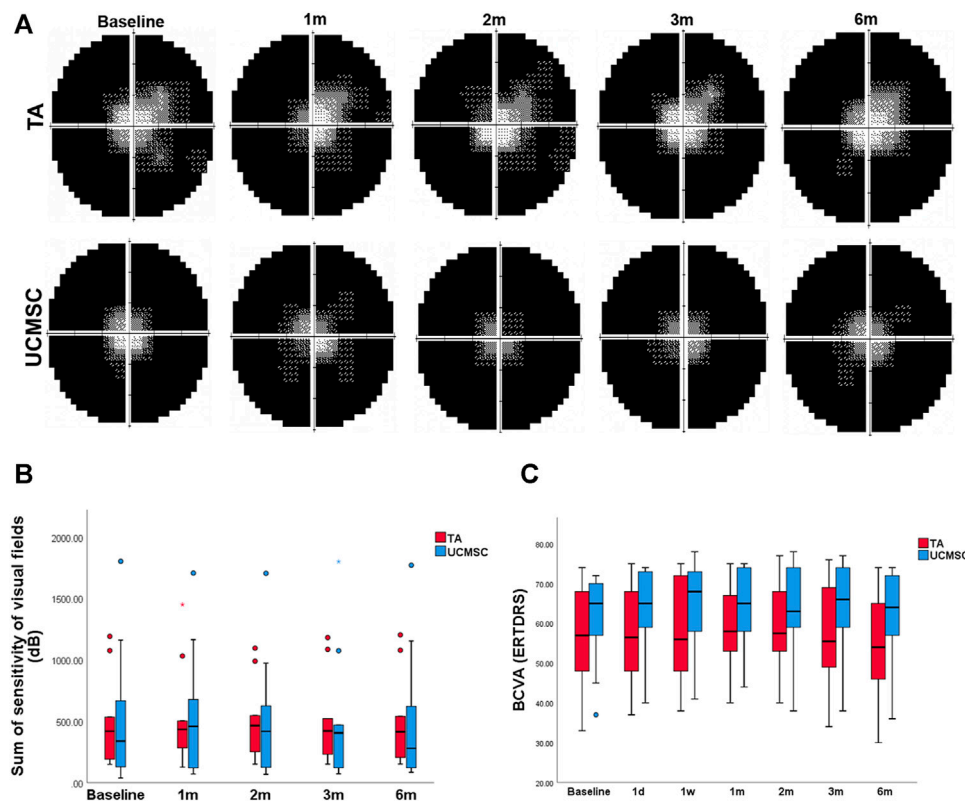 A
Baseline 1m 2m 3m 6m
TA
UCMSC
B
Sum of sensitivity of visual fields
(dB)
2000.00
1500.00
1000.00
500.00
.00
TA
UCMSC
Baseline 1m 2m 3m 6m
C
BCVA (ERTDRS)
80.00
70.00
60.00
50.00
40.00
30.00
20.00
TA
UCMSC
Baseline 1d 1w 1m 2m 3m 6m